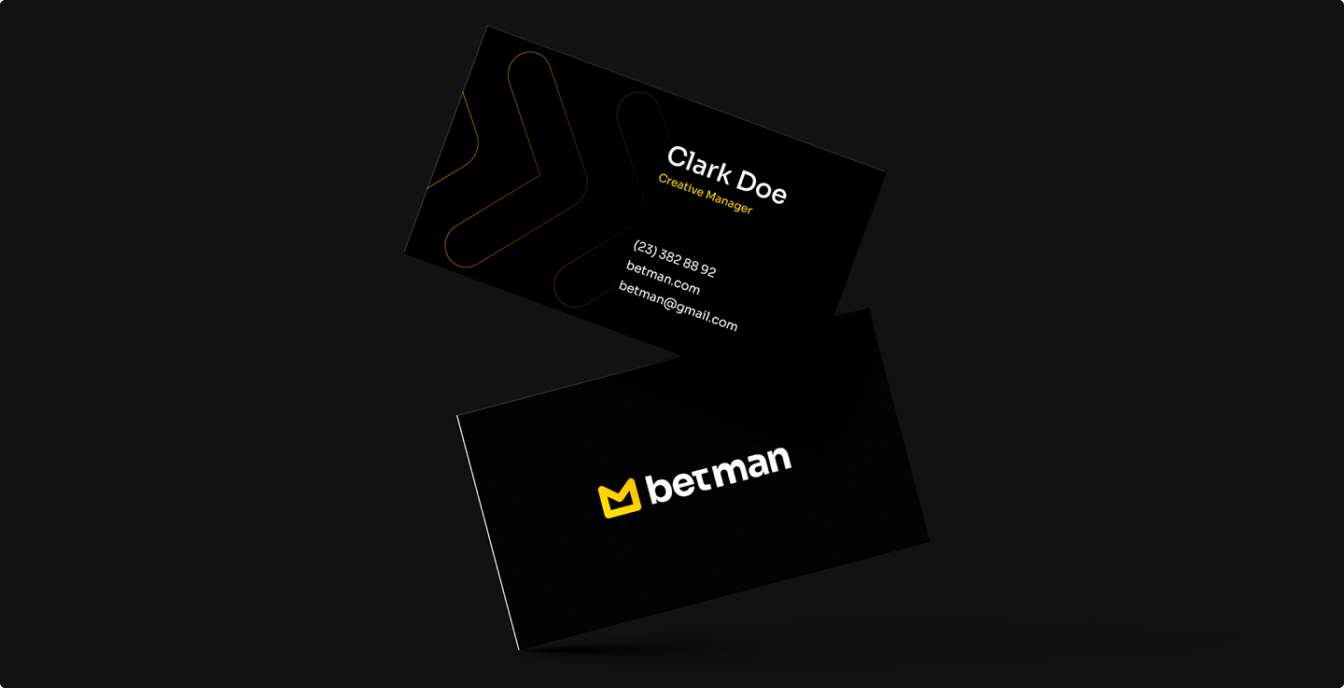 Clark Doe
Creative Manager
(23) 382 88 92
betman.com
betman@gmail.com
betman